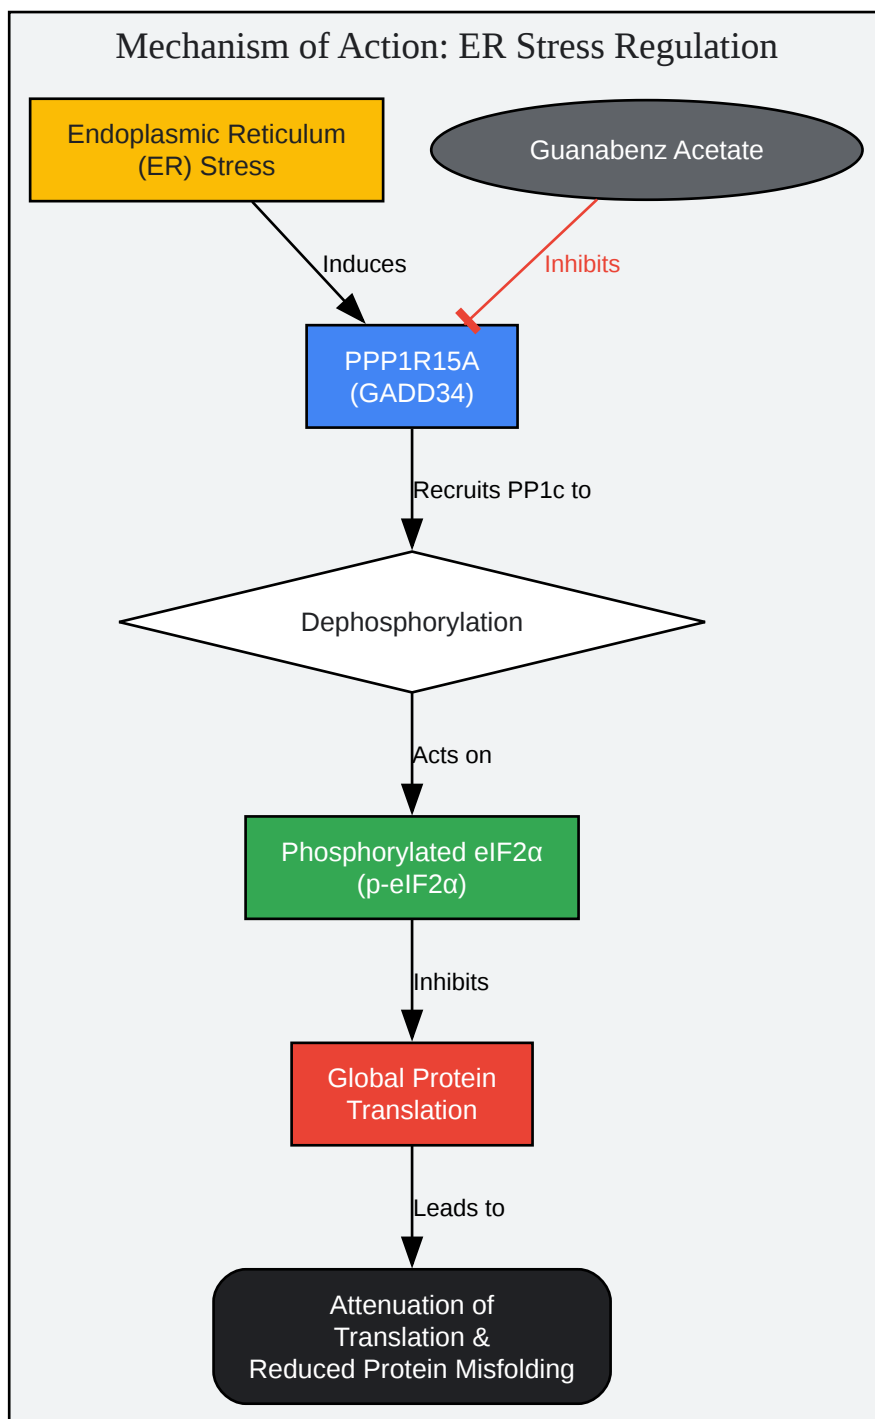 Mechanism of Action: ER Stress Regulation
Endoplasmic Reticulum
(ER) Stress
Guanabenz Acetate
Induces
Inhibits
PPP1R15A
(GADD34)
Recruits PP1c to
Dephosphorylation
Acts on
Phosphorylated eIF2α
(p-eIF2α)
Inhibits
Global Protein
Translation
Leads to
Attenuation of
Translation &
Reduced Protein Misfolding